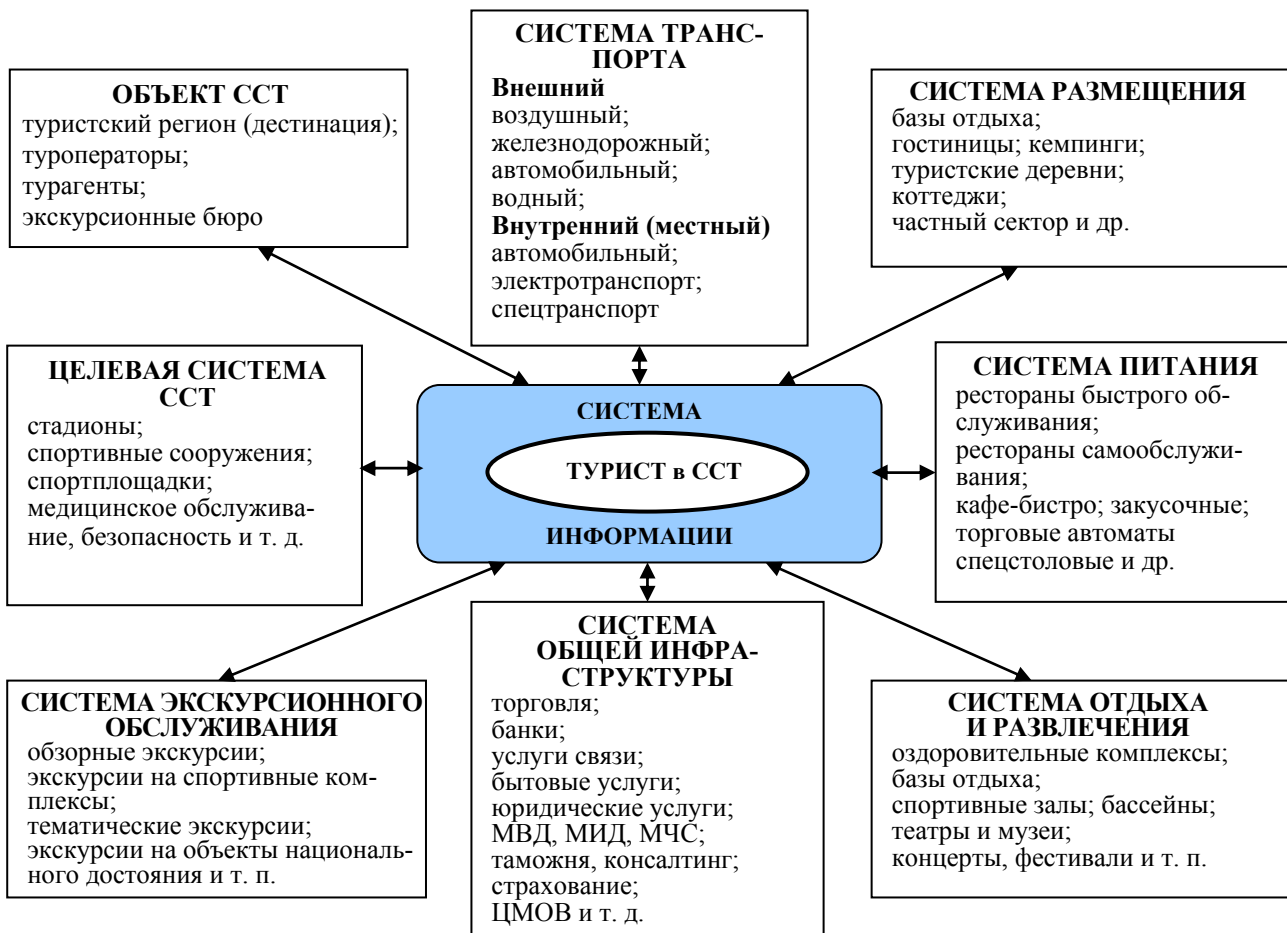 ОБЪЕКТ ССТ
туристский регион (дестинация);
туроператоры;
турагенты;
экскурсионные бюро
СИСТЕМА ТРАНС-
ПОРТА
Внешний
воздушный;
железнодорожный;
автомобильный;
водный;
Внутренний (местный)
автомобильный;
электротранспорт;
спецтранспорт
СИСТЕМА РАЗМЕЩЕНИЯ
базы отдыха;
гостиницы; кемпинги;
туристские деревни;
коттеджи;
частный сектор и др.
ЦЕЛЕВАЯ СИСТЕМА
ССТ
стадионы;
спортивные сооружения;
спортплощадки;
медицинское обслужива-
ние, безопасность и т. д.
СИСТЕМА
ТУРИСТ в ССТ
ИНФОРМАЦИИ
СИСТЕМА ПИТАНИЯ
рестораны быстрого об-
служивания;
рестораны самообслужи-
вания;
кафе-бистро; закусочные;
торговые автоматы
спецстоловые и др.
СИСТЕМА ЭКСКУРСИОННОГО
ОБСЛУЖИВАНИЯ
обзорные экскурсии;
экскурсии на спортивные ком-
плексы;
тематические экскурсии;
экскурсии на объекты националь-
ного достояния и т. п.
СИСТЕМА
ОБЩЕЙ ИНФРА-
СТРУКТУРЫ
торговля;
банки;
услуги связи;
бытовые услуги;
юридические услуги;
МВД, МИД, МЧС;
таможня, консалтинг;
страхование;
ЦМОВ и т. д.
СИСТЕМА ОТДЫХА
И РАЗВЛЕЧЕНИЯ
оздоровительные комплексы;
базы отдыха;
спортивные залы; бассейны;
театры и музеи;
концерты, фестивали и т. п.